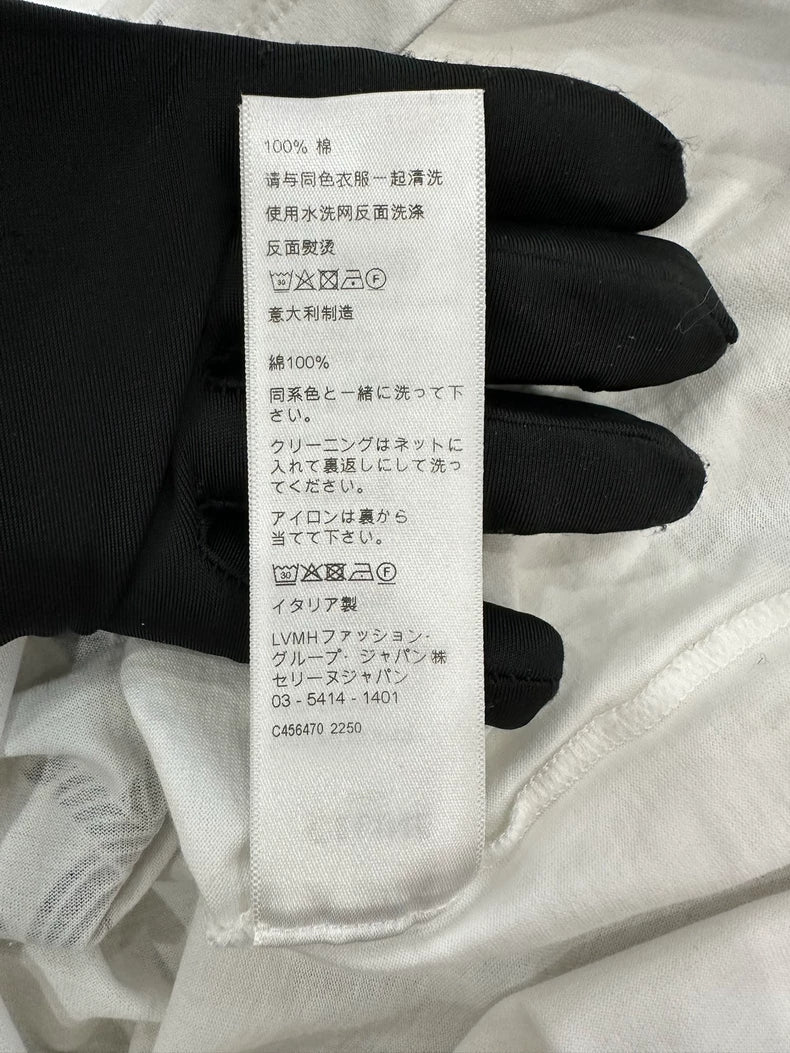 100% 棉
请与同色衣服一起清洗
使用水洗网反面洗涤
反面熨烫
30 F
意大利制造
綿100%
同系色と一緒に洗って下
さい。
クリーニングはネットに
入れて裏返しにして洗っ
てください。
アイロンは裏から
当てて下さい。
30 F
イタリア製
LVMHファッション・
グループ・ジャパン㈱
セリーヌジャパン
03 - 5414 - 1401
C456470 2250